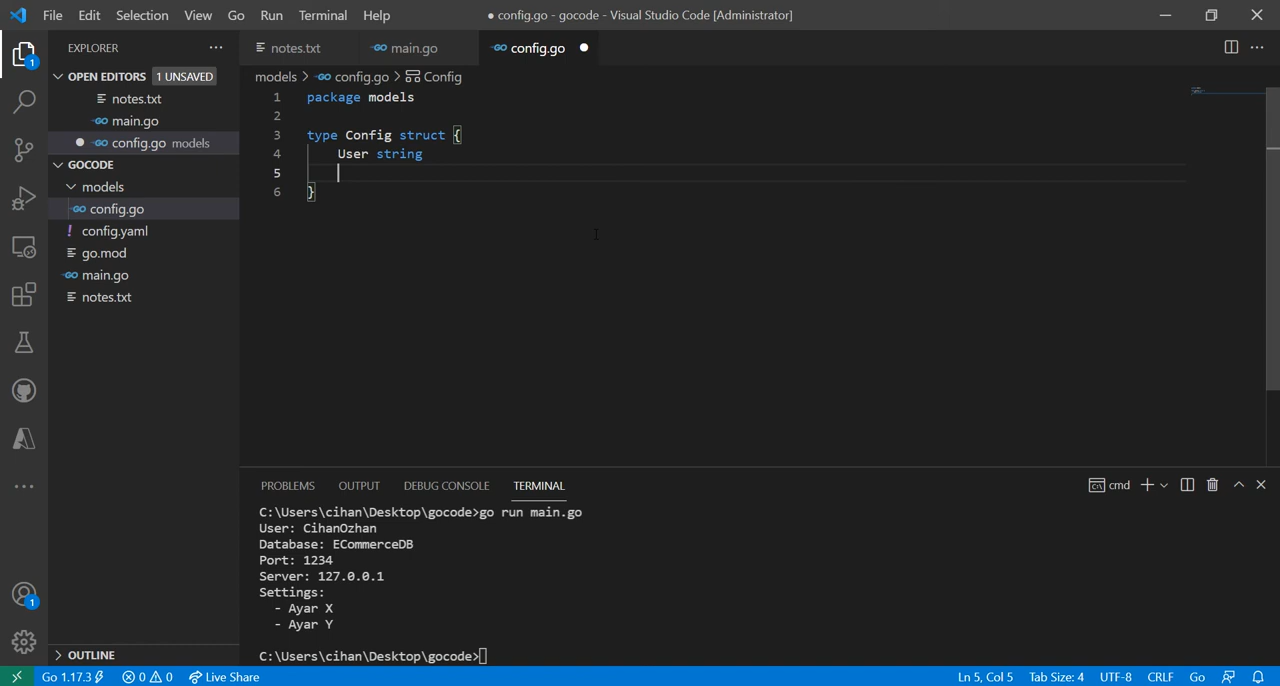 File Edit Selection View Go Run Terminal Help ● config.go - gocode - Visual Studio Code [Administrator]
EXPLORER
OPEN EDITORS 1 UNSAVED
notes.txt
main.go
config.go models
GOCODE
models
config.go
config.yaml
go.mod
main.go
notes.txt
OUTLINE
notes.txt main.go config.go
models > config.go > Config
1 package models
2
3 type Config struct {
4 User string
5
6 }
PROBLEMS OUTPUT DEBUG CONSOLE TERMINAL cmd
C:\Users\cihan\Desktop\gocode>go run main.go
User: CihanOzhan
Database: ECommerceDB
Port: 1234
Server: 127.0.0.1
Settings:
- Ayar X
- Ayar Y
C:\Users\cihan\Desktop\gocode>
1
1
Go 1.17.3 0 0 Live Share Ln 5, Col 5 Tab Size: 4 UTF-8 CRLF Go